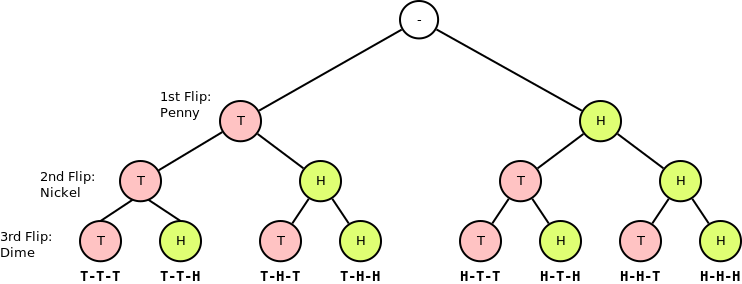 -
1st Flip:
Penny
T
H
2nd Flip:
Nickel
T
H
T
H
3rd Flip:
Dime
T
H
T
H
T
H
T
H
T-T-T
T-T-H
T-H-T
T-H-H
H-T-T
H-T-H
H-H-T
H-H-H